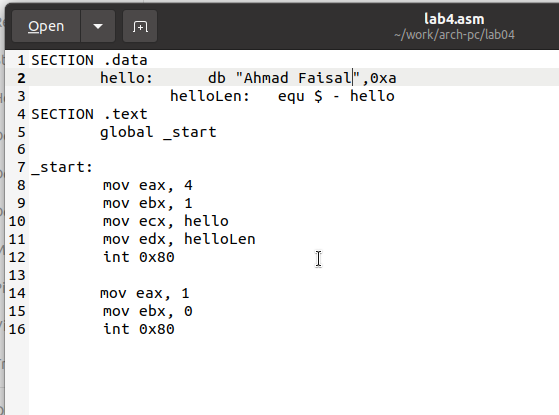 Open
lab4.asm
~/work/arch-pc/lab04
1 SECTION .data
2 hello: db "Ahmad Faisal",0xa
3 helloLen: equ $ - hello
4 SECTION .text
5 global _start
6
7 _start:
8 mov eax, 4
9 mov ebx, 1
10 mov ecx, hello
11 mov edx, helloLen
12 int 0x80
13
14 mov eax, 1
15 mov ebx, 0
16 int 0x80